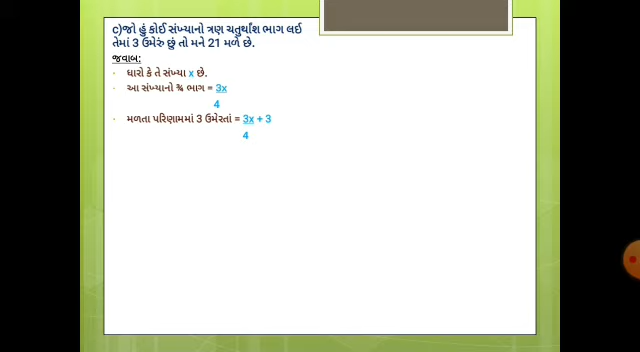 c)જો હું કોઈ સંખ્યાનો ત્રણ ચતુર્થાંશ ભાગ લઈ
તેમાં 3 ઉમેરું છું તો મને 21 મળે છે.
જવાબ:
· ધારો કે તે સંખ્યા x છે.
· આ સંખ્યાનો ¾ ભાગ = 3x
4
· મળતા પરિણામમાં 3 ઉમેરતાં = 3x + 3
4